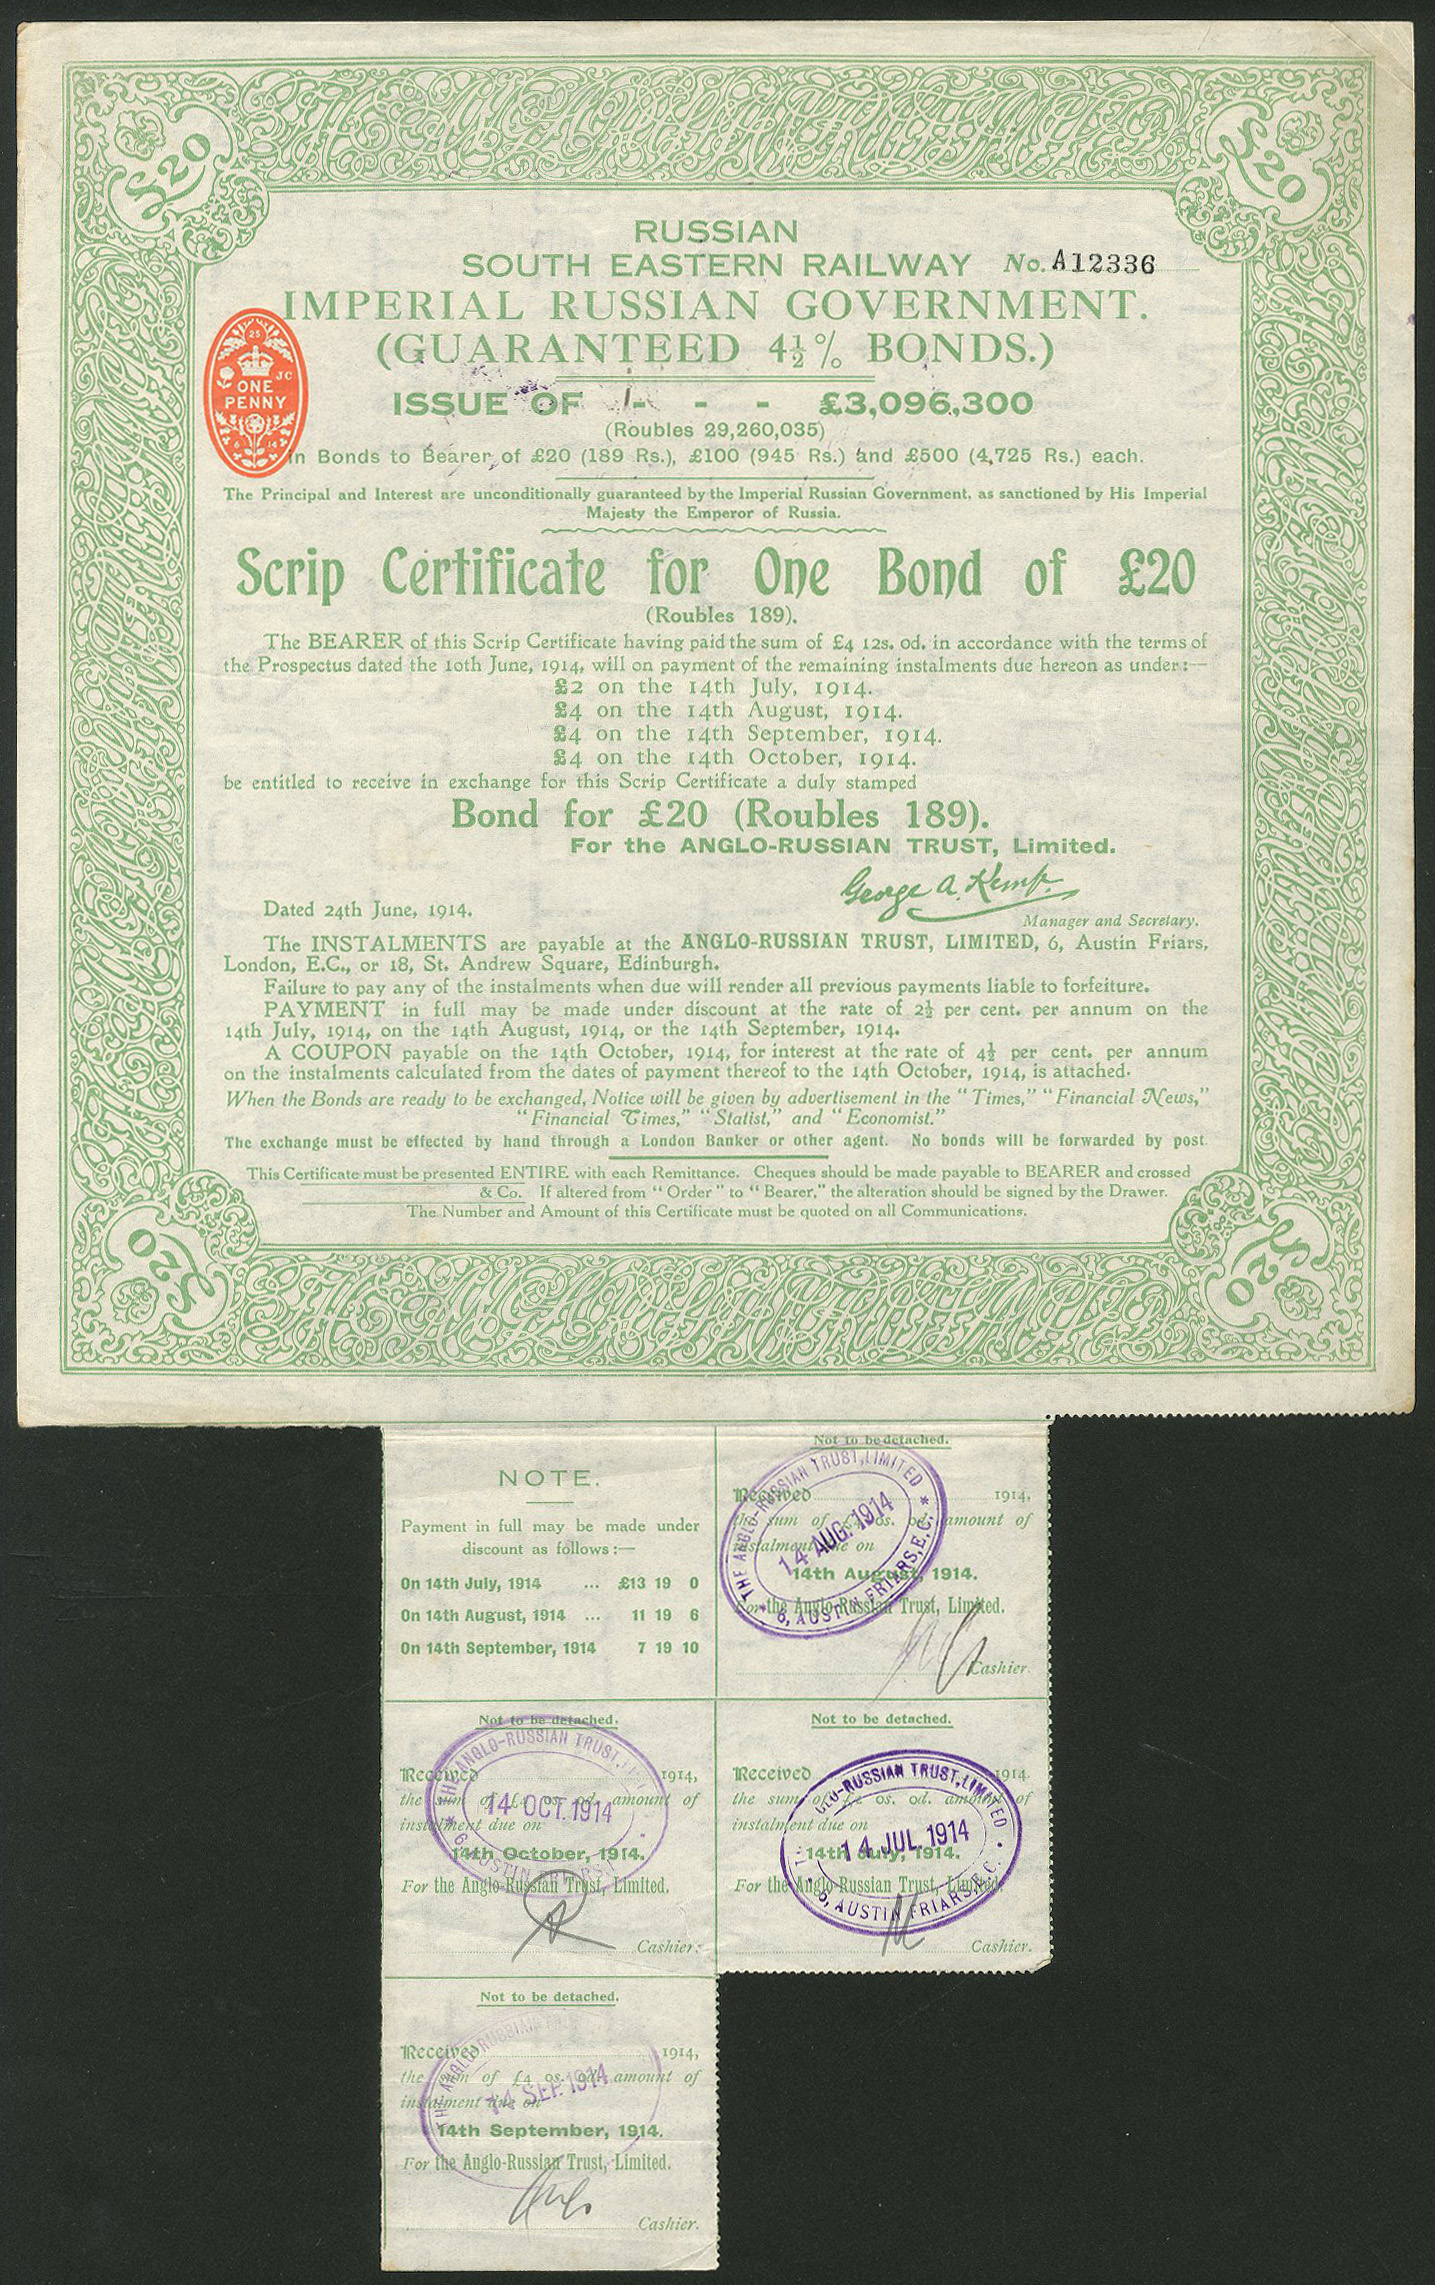 £20
£20
RUSSIAN
SOUTH EASTERN RAILWAY No. A12336
IMPERIAL RUSSIAN GOVERNMENT.
(GUARANTEED 4½% BONDS.)
25
JC
ONE
PENNY
6 14
ISSUE OF - - - £3,096,300
(Roubles 29,260,035)
in Bonds to Bearer of £20 (189 Rs.), £100 (945 Rs.) and £500 (4,725 Rs.) each.
The Principal and Interest are unconditionally guaranteed by the Imperial Russian Government, as sanctioned by His Imperial
Majesty the Emperor of Russia.
Scrip Certificate for One Bond of £20
(Roubles 189).
The BEARER of this Scrip Certificate having paid the sum of £4 12s. 0d. in accordance with the terms of
the Prospectus dated the 10th June, 1914, will on payment of the remaining instalments due hereon as under:—
£2 on the 14th July, 1914.
£4 on the 14th August, 1914.
£4 on the 14th September, 1914.
£4 on the 14th October, 1914.
be entitled to receive in exchange for this Scrip Certificate a duly stamped
Bond for £20 (Roubles 189).
For the ANGLO-RUSSIAN TRUST, Limited.
George A. Kemp.
Dated 24th June, 1914.
Manager and Secretary.
The INSTALMENTS are payable at the ANGLO-RUSSIAN TRUST, LIMITED, 6, Austin Friars,
London, E.C., or 18, St. Andrew Square, Edinburgh.
Failure to pay any of the instalments when due will render all previous payments liable to forfeiture.
PAYMENT in full may be made under discount at the rate of 2½ per cent. per annum on the
14th July, 1914, on the 14th August, 1914, or the 14th September, 1914.
A COUPON payable on the 14th October, 1914, for interest at the rate of 4½ per cent. per annum
on the instalments calculated from the dates of payment thereof to the 14th October, 1914, is attached.
When the Bonds are ready to be exchanged, Notice will be given by advertisement in the "Times," "Financial News,"
"Financial Times," "Statist," and "Economist."
The exchange must be effected by hand through a London Banker or other agent. No bonds will be forwarded by post.
This Certificate must be presented ENTIRE with each Remittance. Cheques should be made payable to BEARER and crossed
& Co. If altered from "Order" to "Bearer," the alteration should be signed by the Drawer.
The Number and Amount of this Certificate must be quoted on all Communications.
£20
£20
NOTE.
Payment in full may be made under
discount as follows:—
On 14th July, 1914 ... £13 19 0
On 14th August, 1914 ... 11 19 6
On 14th September, 1914 7 19 10
Not to be detached.
Received 1914,
the sum of £4 0s. 0d. amount of
instalment due on
14th August, 1914.
For the Anglo-Russian Trust, Limited.
Cashier.
THE ANGLO-RUSSIAN TRUST, LIMITED
14 AUG. 1914
* 6, AUSTIN FRIARS, E.C. *
Not to be detached.
Received 1914,
the sum of £4 0s. 0d. amount of
instalment due on
14th October, 1914.
For the Anglo-Russian Trust, Limited.
Cashier.
THE ANGLO-RUSSIAN TRUST,
14 OCT. 1914
* 6, AUSTIN FRIARS,
Not to be detached.
Received 1914.
the sum of £2 0s. 0d. amount of
instalment due on
14th July, 1914.
For the Anglo-Russian Trust, Limited.
Cashier.
GLO-RUSSIAN TRUST, LIMITED
14 JUL. 1914
6, AUSTIN FRIARS, E.C.
Not to be detached.
Received 1914,
the sum of £4 0s. 0d. amount of
instalment due on
14th September, 1914.
For the Anglo-Russian Trust, Limited.
Cashier.
THE ANGLO-RUSSIAN
14 SEP. 1914